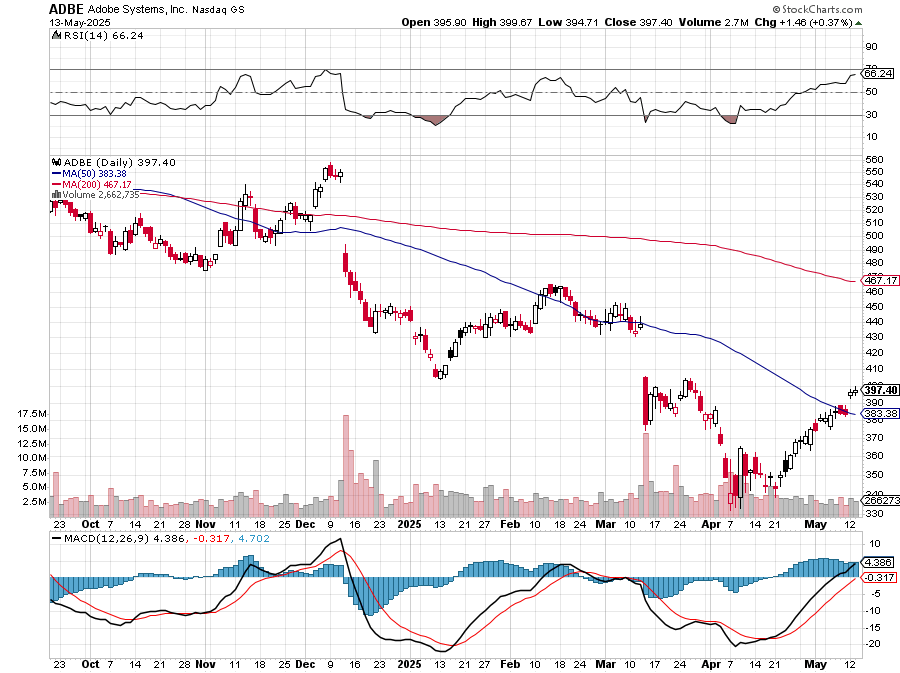 ADBE Adobe Systems, Inc. Nasdaq GS
© StockCharts.com
13-May-2025
Open 395.90 High 399.67 Low 394.71 Close 397.40 Volume 2.7M Chg +1.46 (+0.37%)
RSI(14) 66.24
90
70
66.24
50
30
10
ADBE (Daily) 397.40
MA(50) 383.38
MA(200) 467.17
Volume 2,662,735
560
550
540
530
520
510
500
490
480
470
467.17
460
450
440
430
420
410
400
397.40
390
383.38
380
370
360
350
340
266273
330
17.5M
15.0M
12.5M
10.0M
7.5M
5.0M
2.5M
23 Oct 7 14 21 28 Nov 11 18 25 Dec 9 16 23 2025 13 21 27 Feb 10 18 24 Mar 10 17 24 Apr 7 14 21 May 12
MACD(12,26,9) 4.386, -0.317, 4.702
10
4.386
-0.317
-5
-10
-15
-20
23 Oct 7 14 21 28 Nov 11 18 25 Dec 9 16 23 2025 13 21 27 Feb 10 18 24 Mar 10 17 24 Apr 7 14 21 May 12